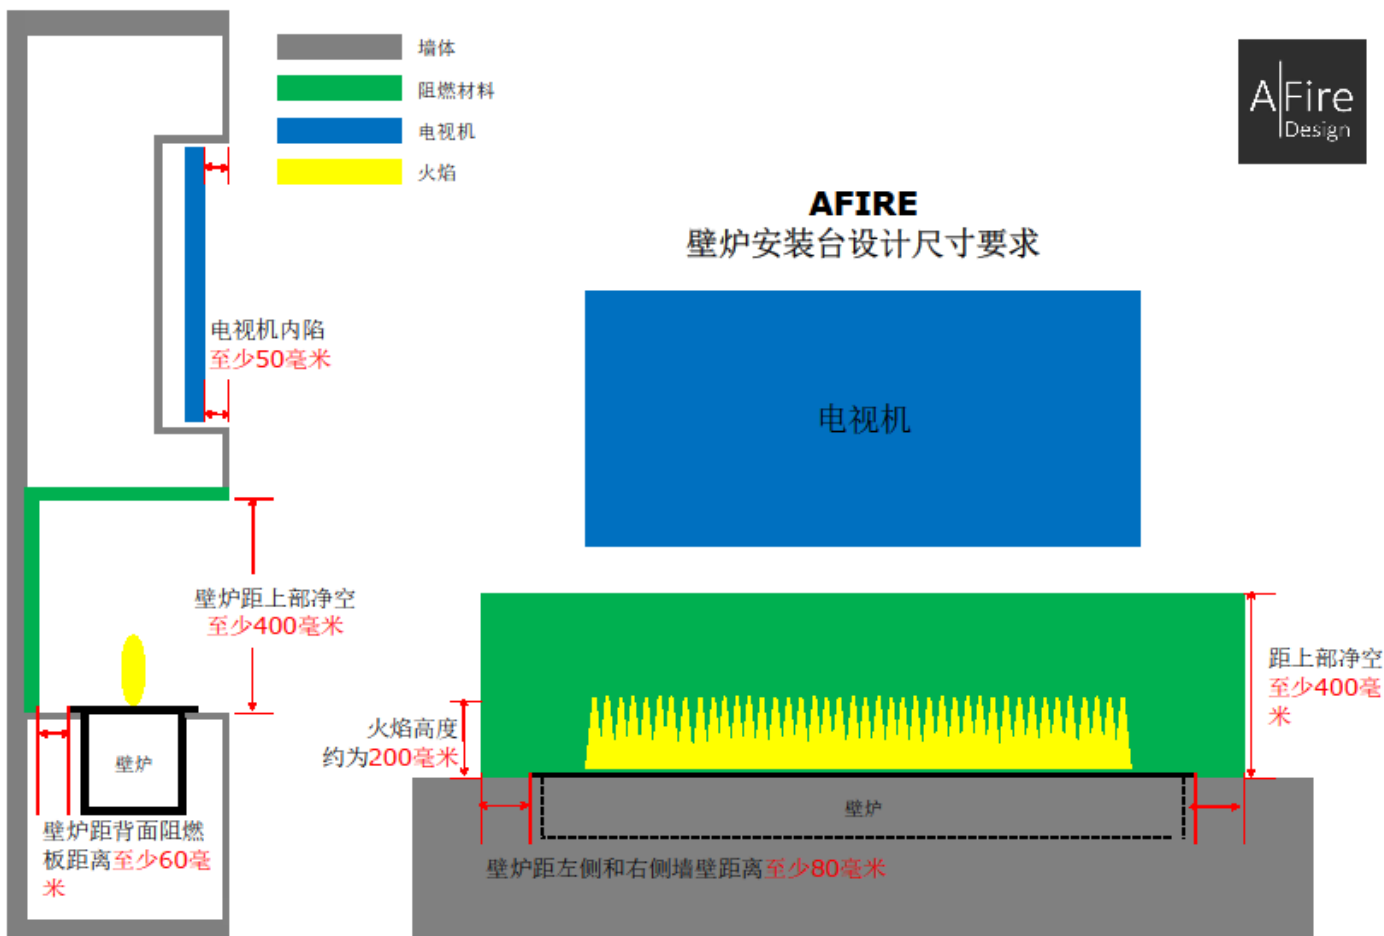 墙体
阻燃材料
电视机
火焰
A Fire
Design
AFIRE
壁炉安装台设计尺寸要求
电视机内陷
至少50毫米
电视机
壁炉距上部净空
至少400毫米
距上部净空
至少400毫
米
火焰高度
约为200毫米
壁炉
壁炉
壁炉距背面阻燃
板距离至少60毫
米
壁炉距左侧和右侧墙壁距离至少80毫米